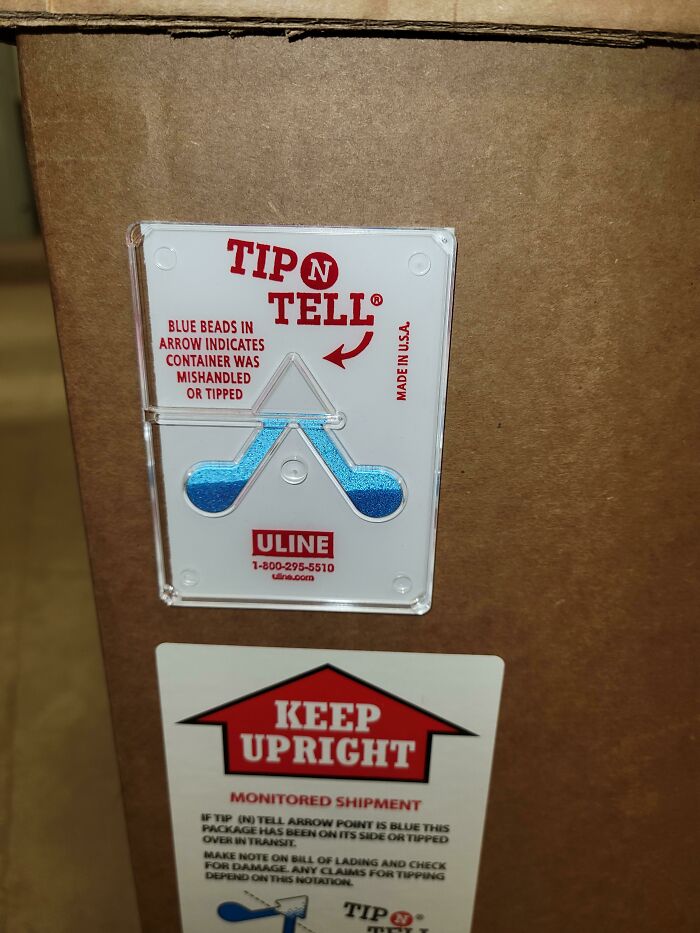 TIP N
TELL®
BLUE BEADS IN
ARROW INDICATES
CONTAINER WAS
MISHANDLED
OR TIPPED
MADE IN U.S.A.
ULINE
1-800-295-5510
uline.com
KEEP
UPRIGHT
MONITORED SHIPMENT
IF TIP (N) TELL ARROW POINT IS BLUE THIS
PACKAGE HAS BEEN ON ITS SIDE OR TIPPED
OVER IN TRANSIT.
MAKE NOTE ON BILL OF LADING AND CHECK
FOR DAMAGE. ANY CLAIMS FOR TIPPING
DEPEND ON THIS NOTATION.
TIP N
TELL